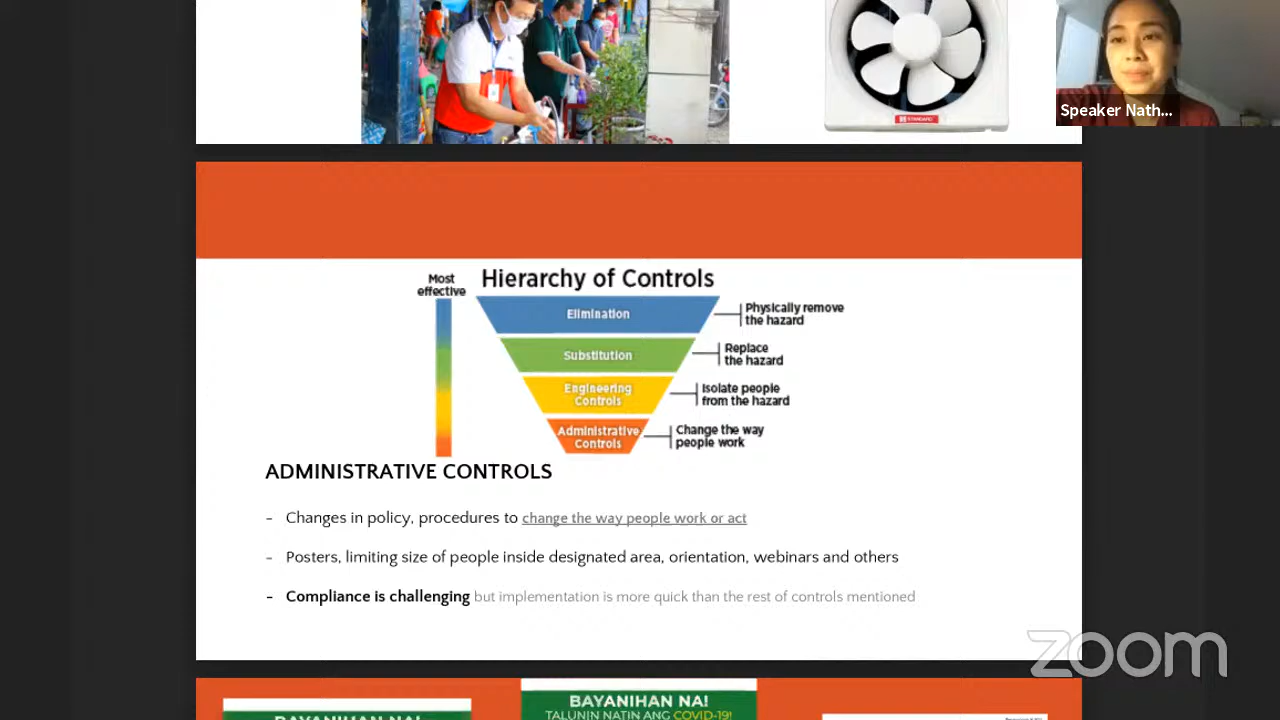 STANDARD
Speaker Nath...
Most
effective
Hierarchy of Controls
Elimination
Physically remove
the hazard
Substitution
Replace
the hazard
Engineering
Controls
Isolate people
from the hazard
Administrative
Controls
Change the way
people work
ADMINISTRATIVE CONTROLS
- Changes in policy, procedures to change the way people work or act
- Posters, limiting size of people inside designated area, orientation, webinars and others
- Compliance is challenging but implementation is more quick than the rest of controls mentioned
zoom
BAYANIHAN NA!
BAYANIHAN NA!
TALUNIN NATIN ANG COVID-19!